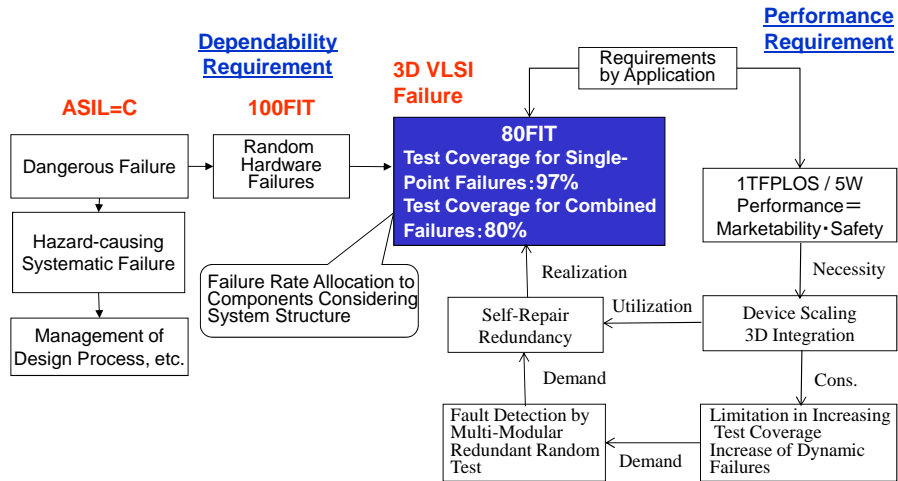 Dependability
Requirement
Performance
Requirement
3D VLSI
Failure
Requirements
by Application
ASIL=C
100FIT
Dangerous Failure
Random
Hardware
Failures
80FIT
Test Coverage for Single-
Point Failures:97%
Test Coverage for Combined
Failures:80%
1TFPLOS / 5W
Performance=
Marketability・Safety
Hazard-causing
Systematic Failure
Failure Rate Allocation to
Components Considering
System Structure
Realization
Necessity
Management of
Design Process, etc.
Self-Repair
Redundancy
Utilization
Device Scaling
3D Integration
Demand
Cons.
Fault Detection by
Multi-Modular
Redundant Random
Test
Demand
Limitation in Increasing
Test Coverage
Increase of Dynamic
Failures